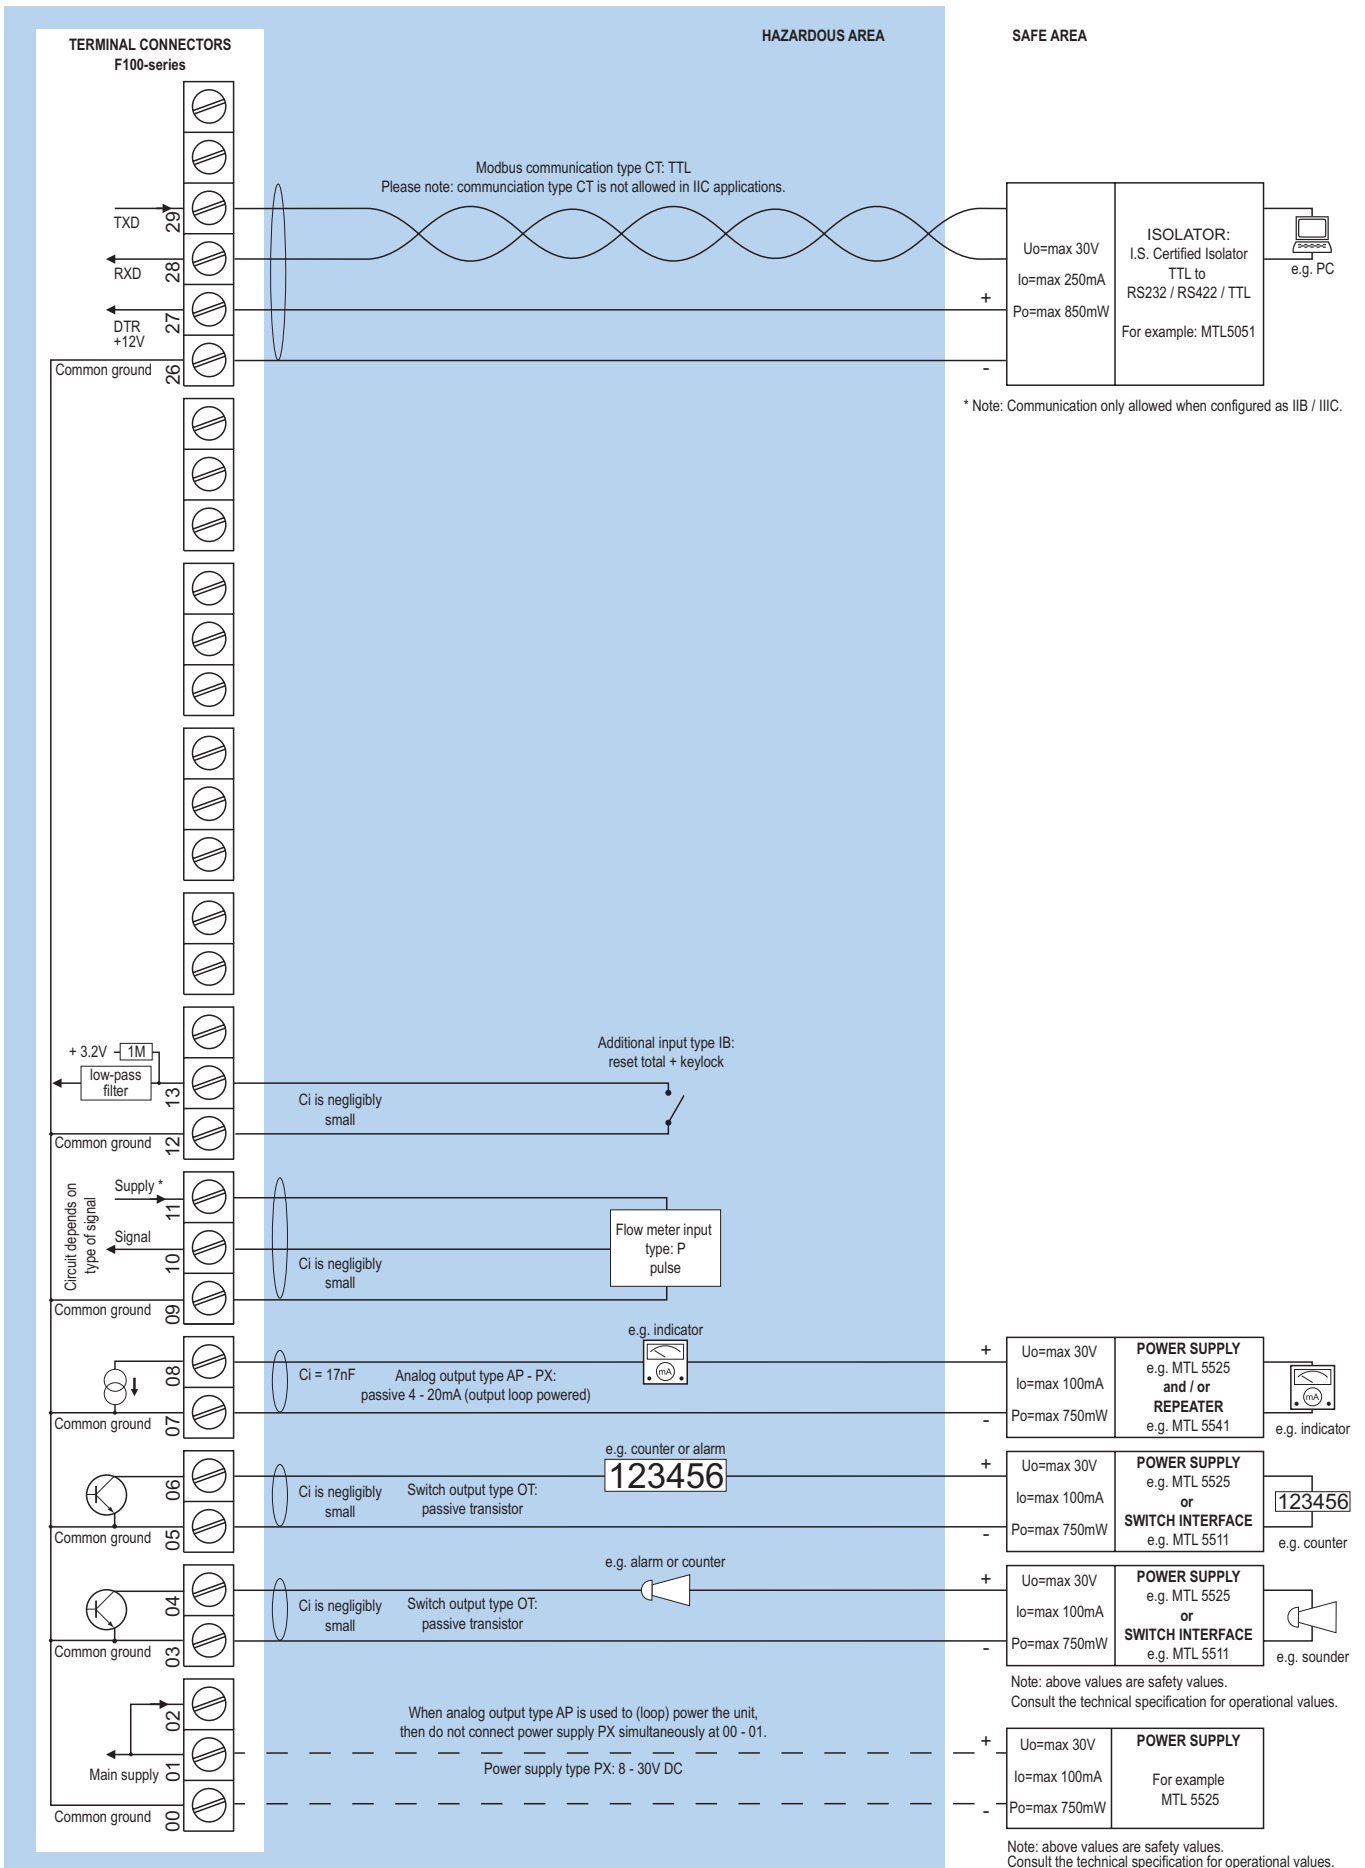 HAZARDOUS AREA
SAFE AREA
TERMINAL CONNECTORS
F100-series
Modbus communication type CT: TTL
Please note: communciation type CT is not allowed in IIC applications.
TXD
29
RXD
28
DTR
+12V
27
Common ground
26
+
-
Uo=max 30V
Io=max 250mA
Po=max 850mW
ISOLATOR:
I.S. Certified Isolator
TTL to
RS232 / RS422 / TTL
For example: MTL5051
e.g. PC
* Note: Communication only allowed when configured as IIB / IIIC.
+ 3.2V
1M
low-pass
filter
13
Common ground
12
Ci is negligibly
small
Additional input type IB:
reset total + keylock
Circuit depends on
type of signal
Supply *
11
Signal
10
Common ground
09
Ci is negligibly
small
Flow meter input
type: P
pulse
08
Common ground
07
Ci = 17nF
Analog output type AP - PX:
passive 4 - 20mA (output loop powered)
e.g. indicator
mA
+
-
Uo=max 30V
Io=max 100mA
Po=max 750mW
POWER SUPPLY
e.g. MTL 5525
and / or
REPEATER
e.g. MTL 5541
mA
e.g. indicator
06
Common ground
05
Ci is negligibly
small
Switch output type OT:
passive transistor
e.g. counter or alarm
123456
+
-
Uo=max 30V
Io=max 100mA
Po=max 750mW
POWER SUPPLY
e.g. MTL 5525
or
SWITCH INTERFACE
e.g. MTL 5511
123456
e.g. counter
04
Common ground
03
Ci is negligibly
small
Switch output type OT:
passive transistor
e.g. alarm or counter
+
-
Uo=max 30V
Io=max 100mA
Po=max 750mW
POWER SUPPLY
e.g. MTL 5525
or
SWITCH INTERFACE
e.g. MTL 5511
e.g. sounder
Note: above values are safety values.
Consult the technical specification for operational values.
02
Main supply
01
Common ground
00
When analog output type AP is used to (loop) power the unit,
then do not connect power supply PX simultaneously at 00 - 01.
Power supply type PX: 8 - 30V DC
+
-
Uo=max 30V
Io=max 100mA
Po=max 750mW
POWER SUPPLY
For example
MTL 5525
Note: above values are safety values.
Consult the technical specification for operational values.